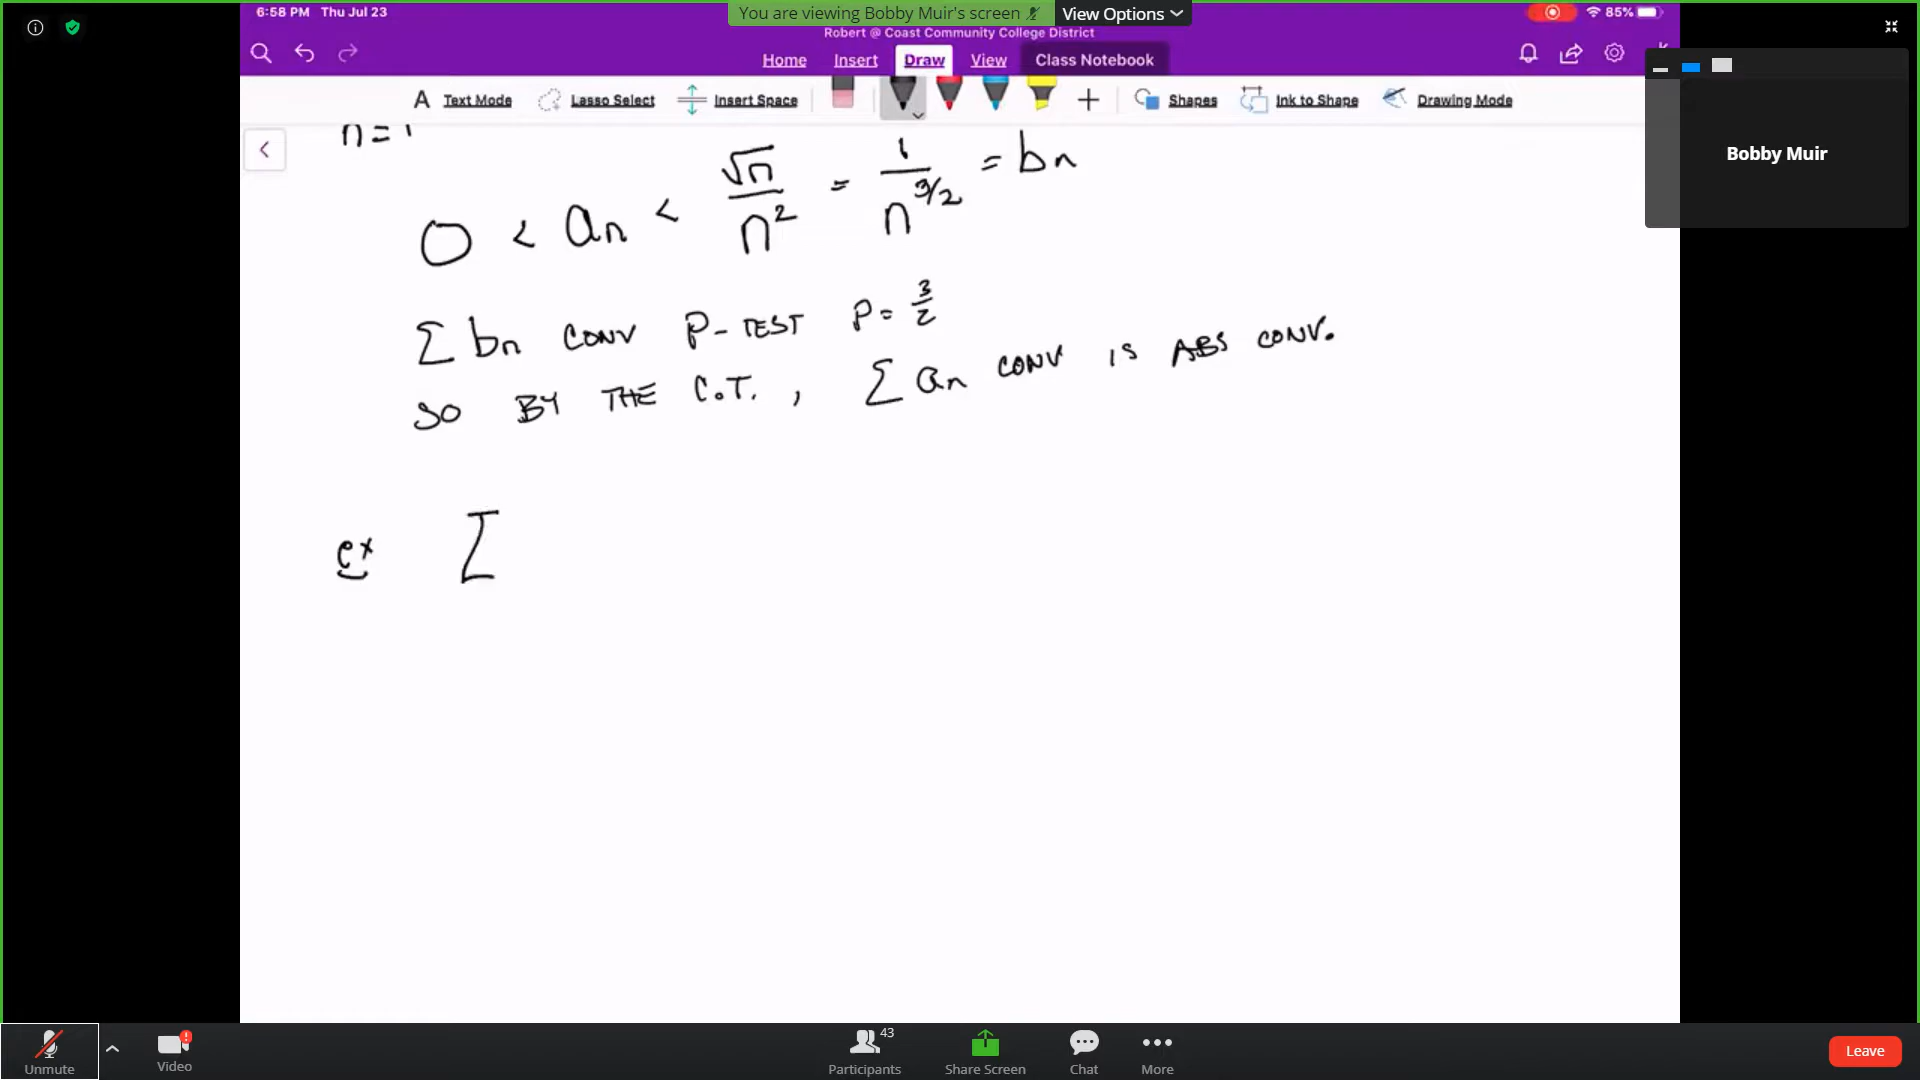 6:58 PM Thu Jul 23
You are viewing Bobby Muir's screen View Options
85%
Robert @ Coast Community College District
Home Insert Draw View Class Notebook
A Text Mode Lasso Select Insert Space Shapes Ink to Shape Drawing Mode
Bobby Muir
n = 1
0 < an < √n/n² = 1/n^3/2 = bn
Σ bn CONV P-TEST P = 3/2
SO BY THE C.T., Σ an CONV IS ABS CONV.
ex Σ
Unmute
Video
43
Participants
Share Screen
Chat
More
Leave